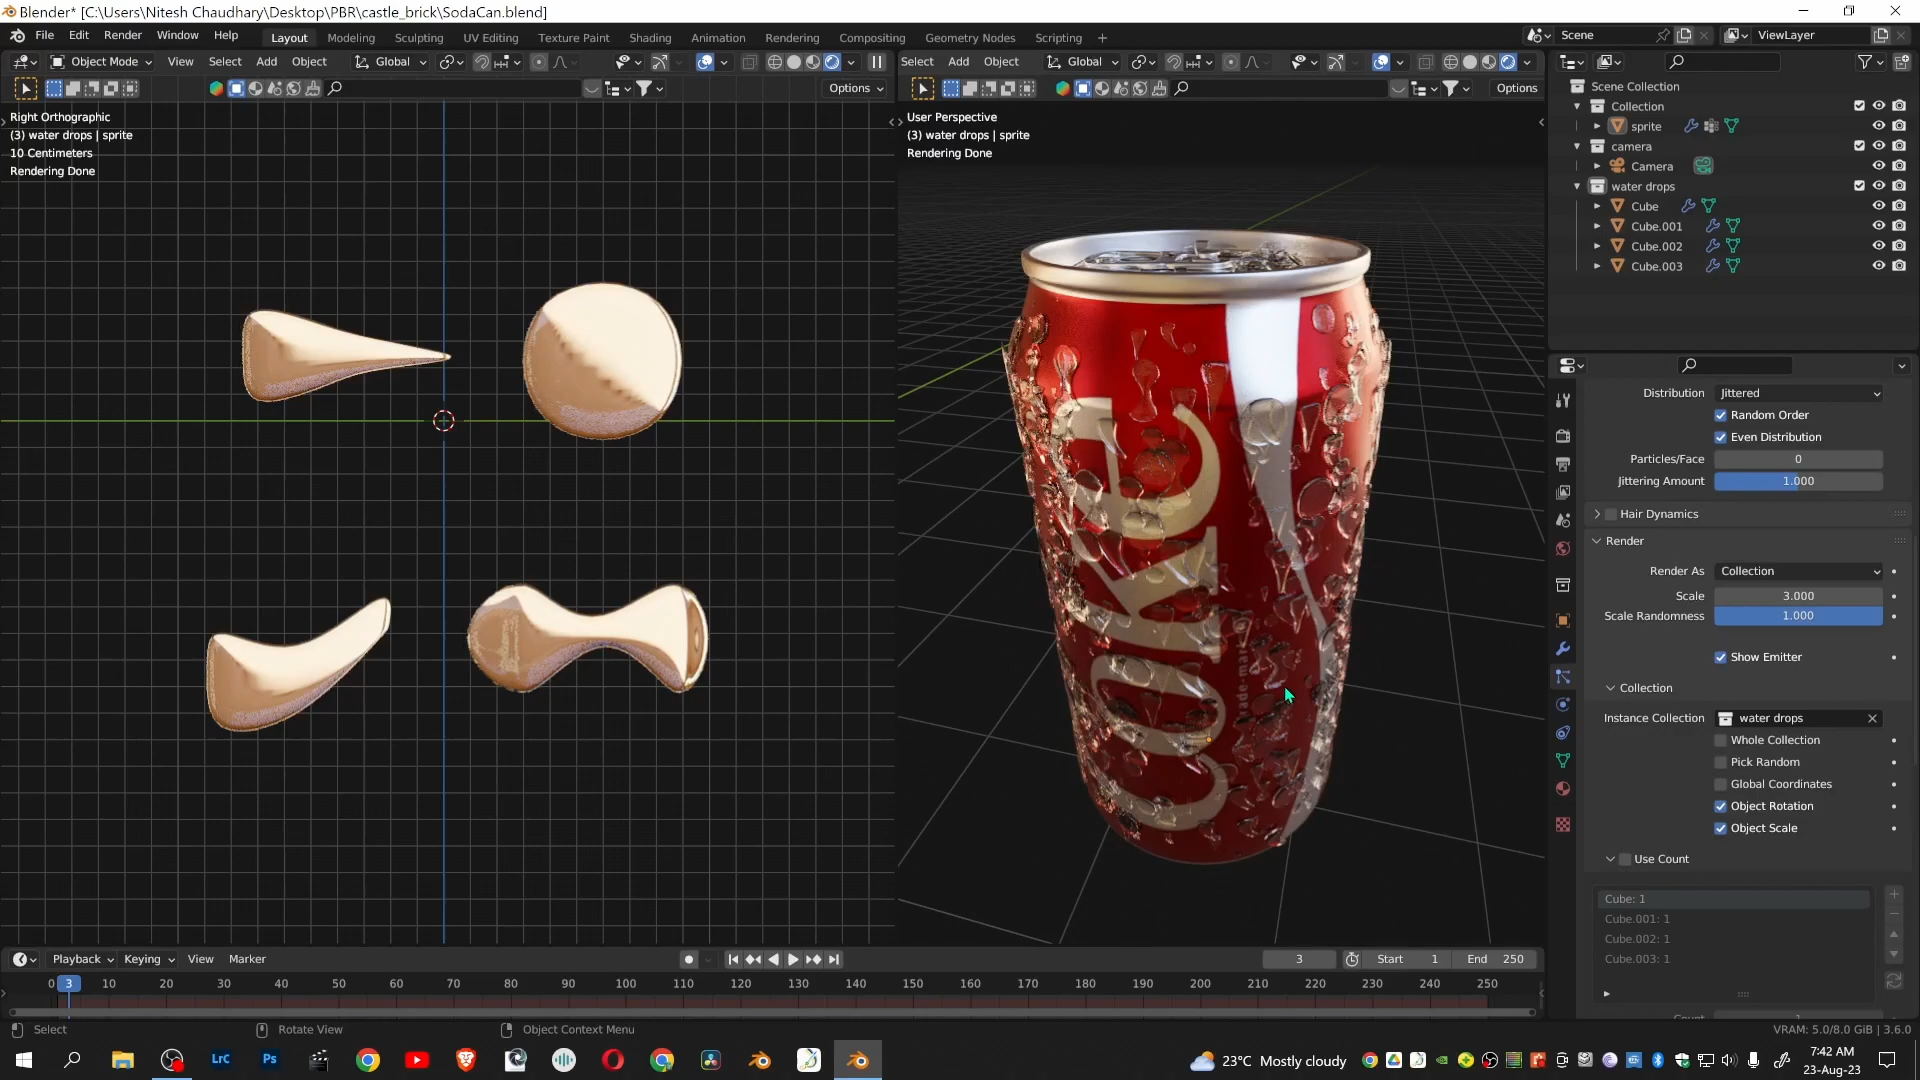 Blender* [C:\Users\Nitesh Chaudhary\Desktop\PBR\castle_brick\SodaCan.blend]
File Edit Render Window Help Layout Modeling Sculpting UV Editing Texture Paint Shading Animation Rendering Compositing Geometry Nodes Scripting Scene ViewLayer
Object Mode View Select Add Object Global
Options
Right Orthographic
(3) water drops | sprite
10 Centimeters
Rendering Done
Select Add Object Global
Options
User Perspective
(3) water drops | sprite
Rendering Done
COKE
trade-mark
Scene Collection
Collection
sprite
camera
Camera
water drops
Cube
Cube.001
Cube.002
Cube.003
Distribution Jittered
Random Order
Even Distribution
Particles/Face 0
Jittering Amount 1.000
Hair Dynamics
Render
Render As Collection
Scale 3.000
Scale Randomness 1.000
Show Emitter
Collection
Instance Collection water drops
Whole Collection
Pick Random
Global Coordinates
Object Rotation
Object Scale
Use Count
Cube: 1
Cube.001: 1
Cube.002: 1
Cube.003: 1
Playback Keying View Marker 3 Start 1 End 250
0 3 10 20 30 40 50 60 70 80 90 100 110 120 130 140 150 160 170 180 190 200 210 220 230 240 250
Select Rotate View Object Context Menu VRAM: 5.0/8.0 GiB | 3.6.0
LrC Ps 23°C Mostly cloudy 7:42 AM
23-Aug-23